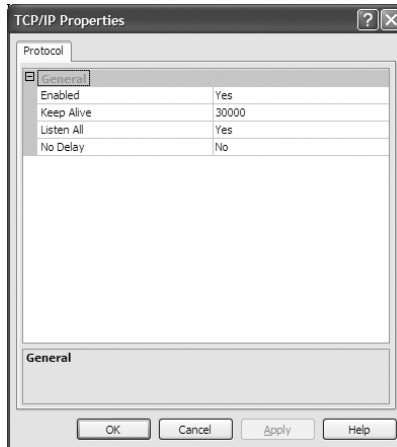 TCP/IP Properties
Protocol
General
Enabled Yes
Keep Alive 30000
Listen All Yes
No Delay No
General
OK Cancel Apply Help